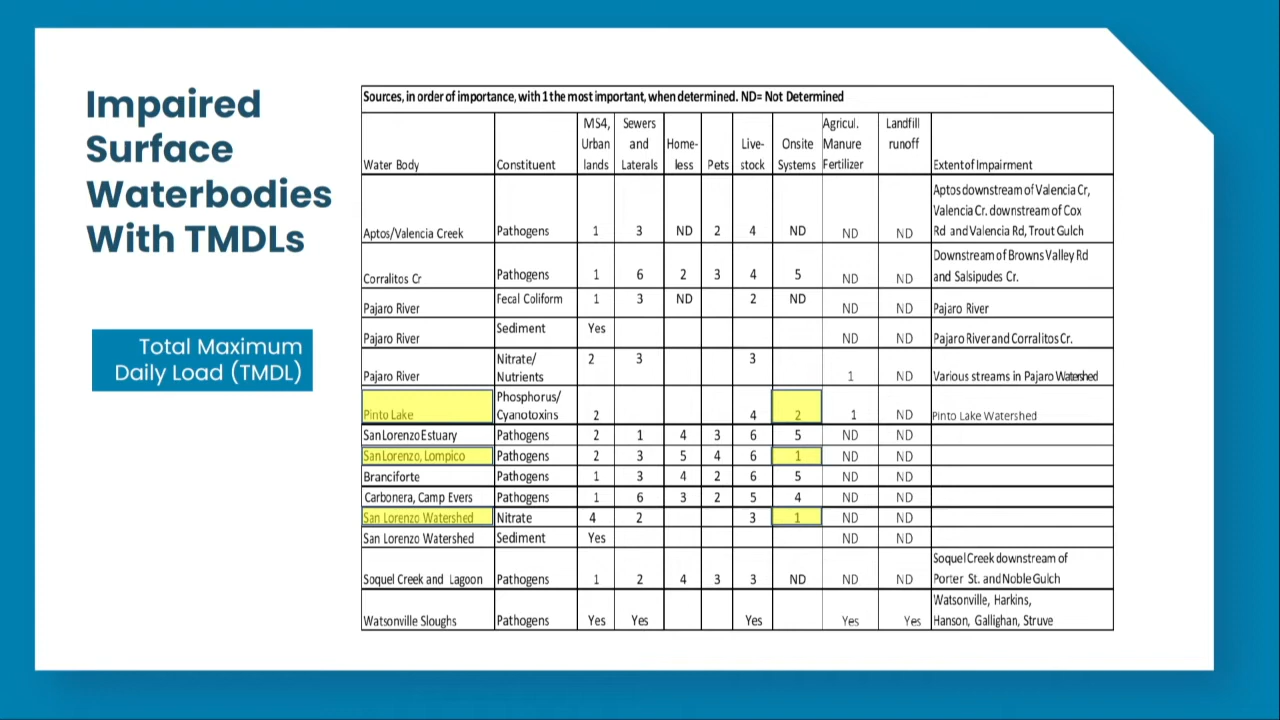 Impaired
Surface
Waterbodies
With TMDLs
Total Maximum
Daily Load (TMDL)
Sources, in order of importance, with 1 the most important, when determined. ND= Not Determined
Water Body Constituent MS4, Urban lands Sewers and Laterals Home-less Pets Live-stock Onsite Systems Agricul. Manure Fertilizer Landfill runoff Extent of Impairment
Aptos/Valencia Creek Pathogens 1 3 ND 2 4 ND ND ND Aptos downstream of Valencia Cr, Valencia Cr. downstream of Cox Rd and Valencia Rd, Trout Gulch
Corralitos Cr Pathogens 1 6 2 3 4 5 ND ND Downstream of Browns Valley Rd and Salsipudes Cr.
Pajaro River Fecal Coliform 1 3 ND 2 ND ND ND Pajaro River
Pajaro River Sediment Yes ND ND Pajaro River and Corralitos Cr.
Pajaro River Nitrate/ Nutrients 2 3 3 1 ND Various streams in Pajaro Watershed
Pinto Lake Phosphorus/ Cyanotoxins 2 4 2 1 ND Pinto Lake Watershed
San Lorenzo Estuary Pathogens 2 1 4 3 6 5 ND ND
San Lorenzo, Lompico Pathogens 2 3 5 4 6 1 ND ND
Branciforte Pathogens 1 3 4 2 6 5 ND ND
Carbonera, Camp Evers Pathogens 1 6 3 2 5 4 ND ND
San Lorenzo Watershed Nitrate 4 2 3 1 ND ND
San Lorenzo Watershed Sediment Yes ND ND
Soquel Creek and Lagoon Pathogens 1 2 4 3 3 ND ND ND Soquel Creek downstream of Porter St. and Noble Gulch
Watsonville Sloughs Pathogens Yes Yes Yes Yes Yes Watsonville, Harkins, Hanson, Gallighan, Struve